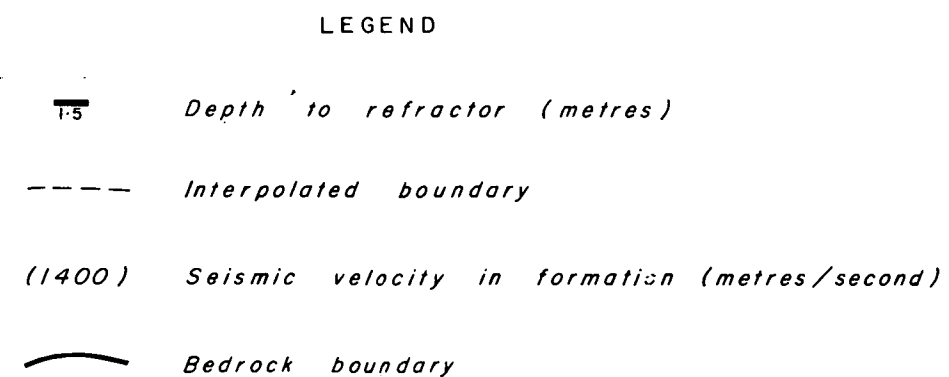 LEGEND
1·5 Depth to refractor (metres)
Interpolated boundary
(1400) Seismic velocity in formation (metres/second)
Bedrock boundary